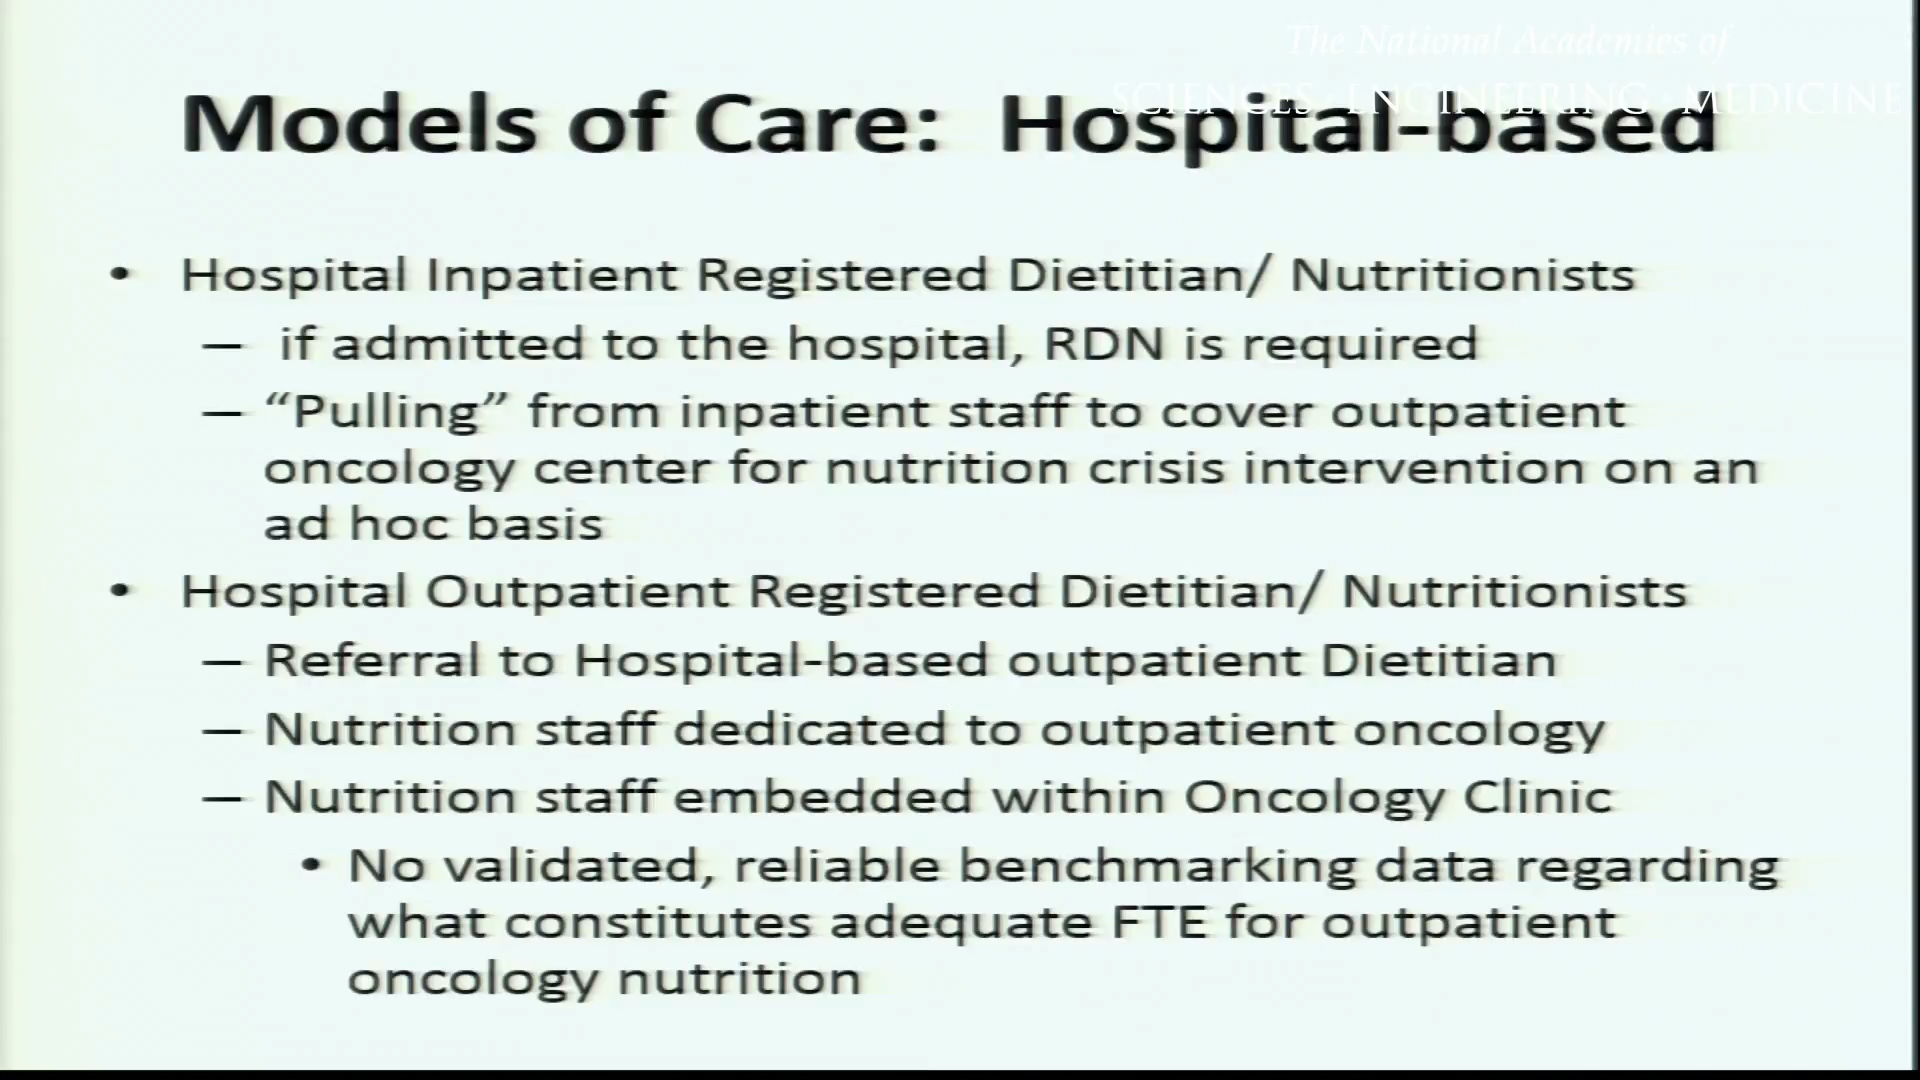 The National Academies of
SCIENCES · ENGINEERING · MEDICINE
Models of Care:  Hospital-based
• Hospital Inpatient Registered Dietitian/ Nutritionists
– if admitted to the hospital, RDN is required
– “Pulling” from inpatient staff to cover outpatient
oncology center for nutrition crisis intervention on an
ad hoc basis
• Hospital Outpatient Registered Dietitian/ Nutritionists
– Referral to Hospital-based outpatient Dietitian
– Nutrition staff dedicated to outpatient oncology
– Nutrition staff embedded within Oncology Clinic
• No validated, reliable benchmarking data regarding
what constitutes adequate FTE for outpatient
oncology nutrition